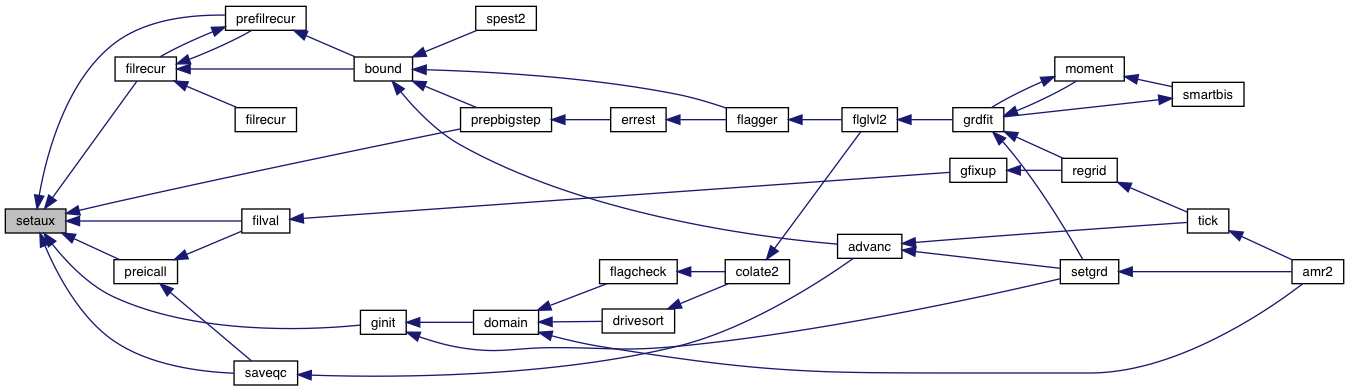 prefilrecur
spest2
filrecur
bound
moment
smartbis
filrecur
prepbigstep
errest
flagger
flglvl2
grdfit
gfixup
regrid
setaux
filval
tick
advanc
preicall
flagcheck
colate2
setgrd
amr2
ginit
domain
drivesort
saveqc